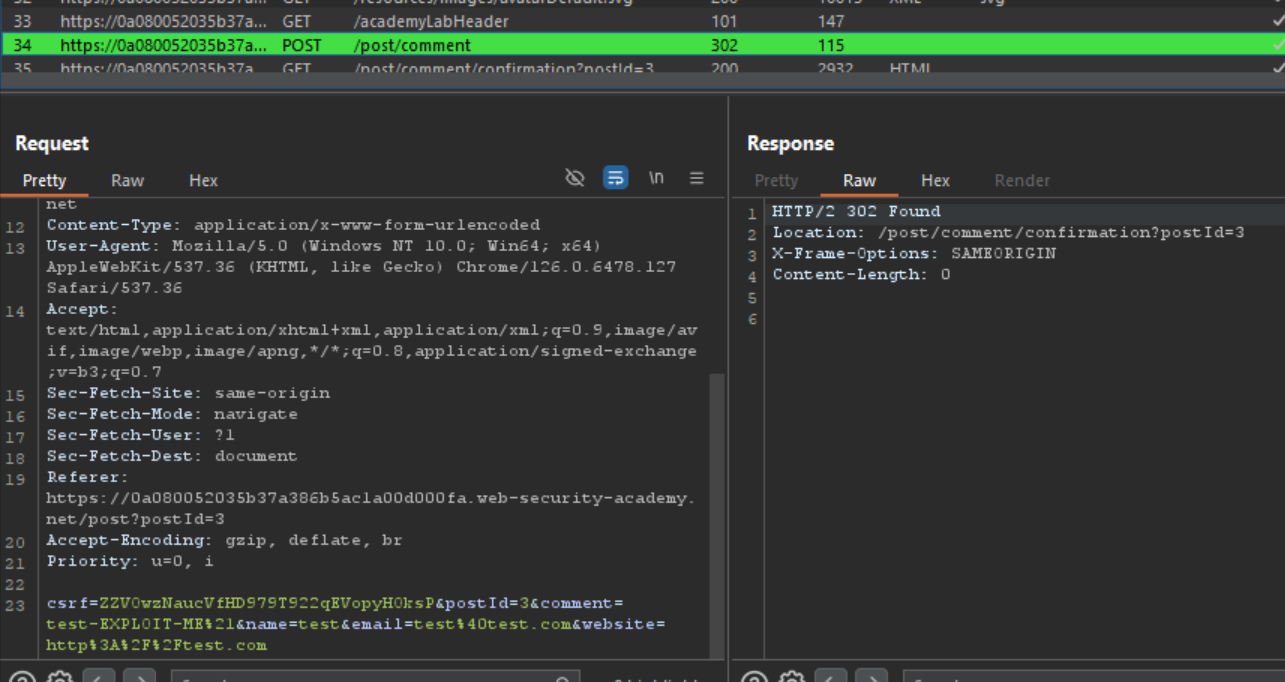 33 https://0a080052035b37a... GET /academyLabHeader 101 147
34 https://0a080052035b37a... POST /post/comment 302 115
35 https://0a080052035b37a... GET /post/comment/confirmation?postId=3 200 2932 HTML
Request
Pretty Raw Hex
\n
net
12 Content-Type: application/x-www-form-urlencoded
13 User-Agent: Mozilla/5.0 (Windows NT 10.0; Win64; x64)
AppleWebKit/537.36 (KHTML, like Gecko) Chrome/126.0.6478.127
Safari/537.36
14 Accept:
text/html,application/xhtml+xml,application/xml;q=0.9,image/av
if,image/webp,image/apng,*/*;q=0.8,application/signed-exchange
;v=b3;q=0.7
15 Sec-Fetch-Site: same-origin
16 Sec-Fetch-Mode: navigate
17 Sec-Fetch-User: ?1
18 Sec-Fetch-Dest: document
19 Referer:
https://0a080052035b37a386b5ac1a00d000fa.web-security-academy.
net/post?postId=3
20 Accept-Encoding: gzip, deflate, br
21 Priority: u=0, i
22
23 csrf=ZZV0wzNaucVfHD979T922qEVopyH0ksP&postId=3&comment=
test-EXPLOIT-ME%21&name=test&email=test%40test.com&website=
http%3A%2F%2Ftest.com
Response
Pretty Raw Hex Render
1 HTTP/2 302 Found
2 Location: /post/comment/confirmation?postId=3
3 X-Frame-Options: SAMEORIGIN
4 Content-Length: 0
5
6